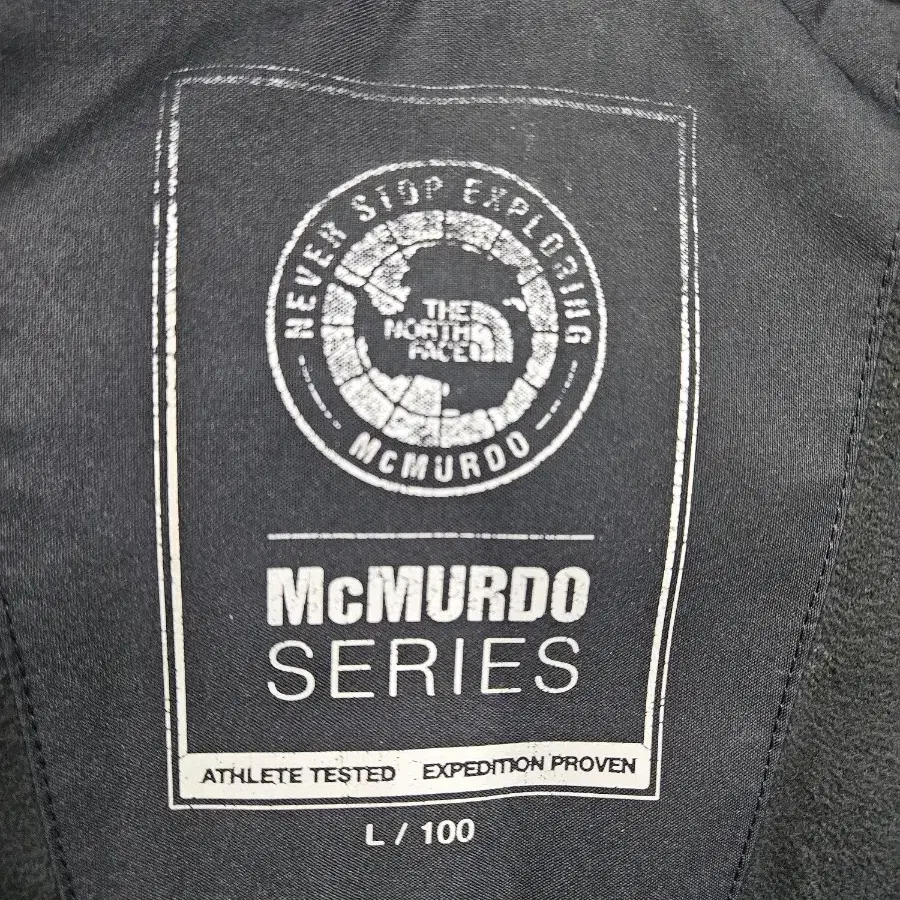 NEVER STOP EXPLORING
THE
NORTH
FACE
McMURDO
McMURDO
SERIES
ATHLETE TESTED EXPEDITION PROVEN
L / 100